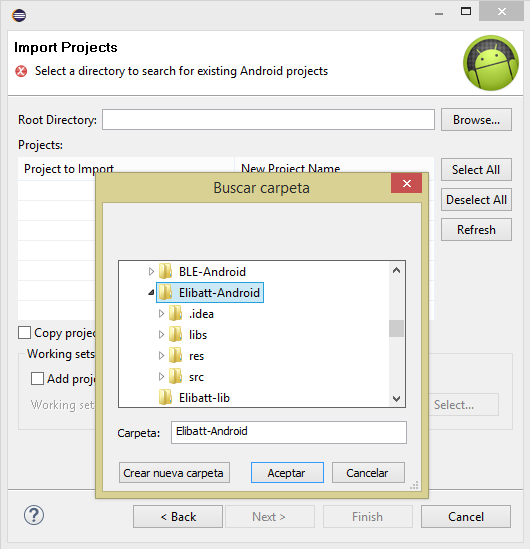 Import Projects
Select a directory to search for existing Android projects
Root Directory:
Browse...
Projects:
Project to Import New Project Name
Select All
Deselect All
Refresh
Buscar carpeta
BLE-Android
Elibatt-Android
.idea
libs
res
src
Elibatt-lib
Carpeta: Elibatt-Android
Crear nueva carpeta Aceptar Cancelar
Copy projec
Working sets
Add proje
Working set
Select...
? < Back Next > Finish Cancel